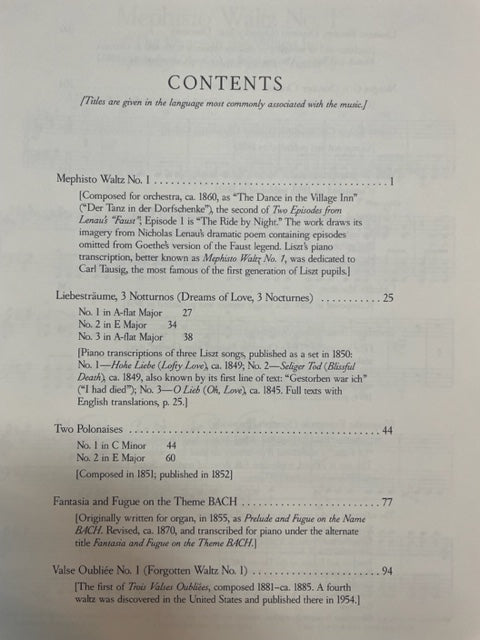 Mephisto Waltz No. 1
CONTENTS
[Titles are given in the language most commonly associated with the music.]
Mephisto Waltz No. 1 . . . . . . . . . . . . . . . . . . . . . . . . . . . . . . . . . . . . . . . . 1
[Composed for orchestra, ca. 1860, as “The Dance in the Village Inn”
(“Der Tanz in der Dorfschenke”), the second of Two Episodes from
Lenau’s “Faust”; Episode 1 is “The Ride by Night.” The work draws its
imagery from Nicholas Lenau’s dramatic poem containing episodes
omitted from Goethe’s version of the Faust legend. Liszt’s piano
transcription, better known as Mephisto Waltz No. 1, was dedicated to
Carl Tausig, the most famous of the first generation of Liszt pupils.]
Liebesträume, 3 Notturnos (Dreams of Love, 3 Nocturnes) . . . . . . . . . . . 25
No. 1 in A-flat Major 27
No. 2 in E Major 34
No. 3 in A-flat Major 38
[Piano transcriptions of three Liszt songs, published as a set in 1850:
No. 1—Hohe Liebe (Lofty Love), ca. 1849; No. 2—Seliger Tod (Blissful
Death), ca. 1849, also known by its first line of text: “Gestorben war ich”
(“I had died”); No. 3—O Lieb (Oh, Love), ca. 1845. Full texts with
English translations, p. 25.]
Two Polonaises . . . . . . . . . . . . . . . . . . . . . . . . . . . . . . . . . . . . . . . . . . . . 44
No. 1 in C Minor 44
No. 2 in E Major 60
[Composed in 1851; published in 1852]
Fantasia and Fugue on the Theme BACH . . . . . . . . . . . . . . . . . . . . . . . . 77
[Originally written for organ, in 1855, as Prelude and Fugue on the Name
BACH. Revised, ca. 1870, and transcribed for piano under the alternate
title Fantasia and Fugue on the Theme BACH.]
Valse Oubliée No. 1 (Forgotten Waltz No. 1) . . . . . . . . . . . . . . . . . . . . . . 94
[The first of Trois Valses Oubliées, composed 1881–ca. 1885. A fourth
waltz was discovered in the United States and published there in 1954.]